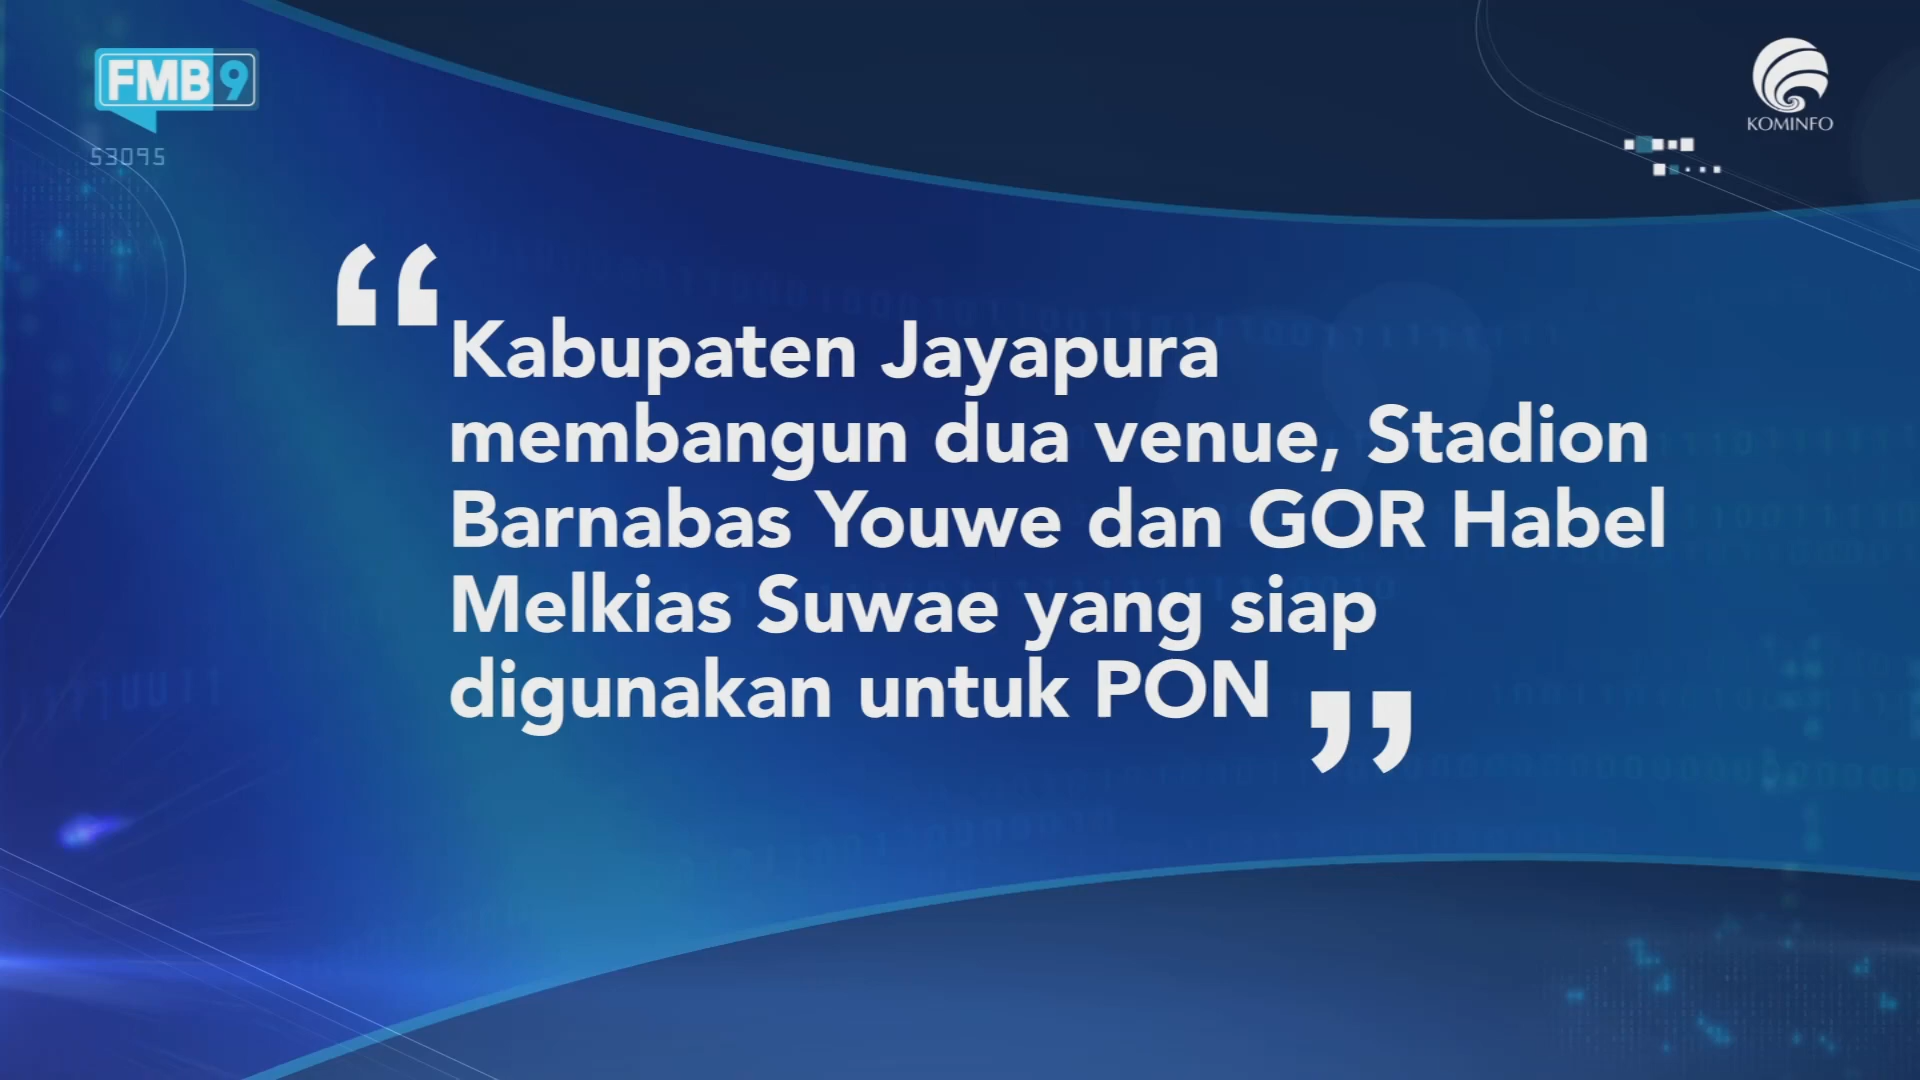 FMB9
KOMINFO
53095
“Kabupaten Jayapura
membangun dua venue, Stadion
Barnabas Youwe dan GOR Habel
Melkias Suwae yang siap
digunakan untuk PON”